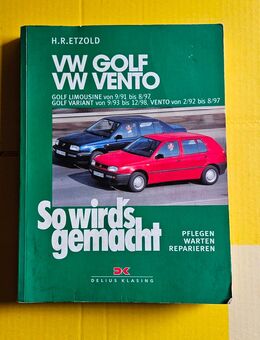 H.R.ETZOLD
VW GOLF
VW VENTO
GOLF LIMOUSINE von 9/91 bis 8/97
GOLF VARIANT von 9/93 bis 12/98, VENTO von 2/92 bis 8/97
So wird's
gemacht
PFLEGEN
WARTEN
REPARIEREN
DELIUS KLASING